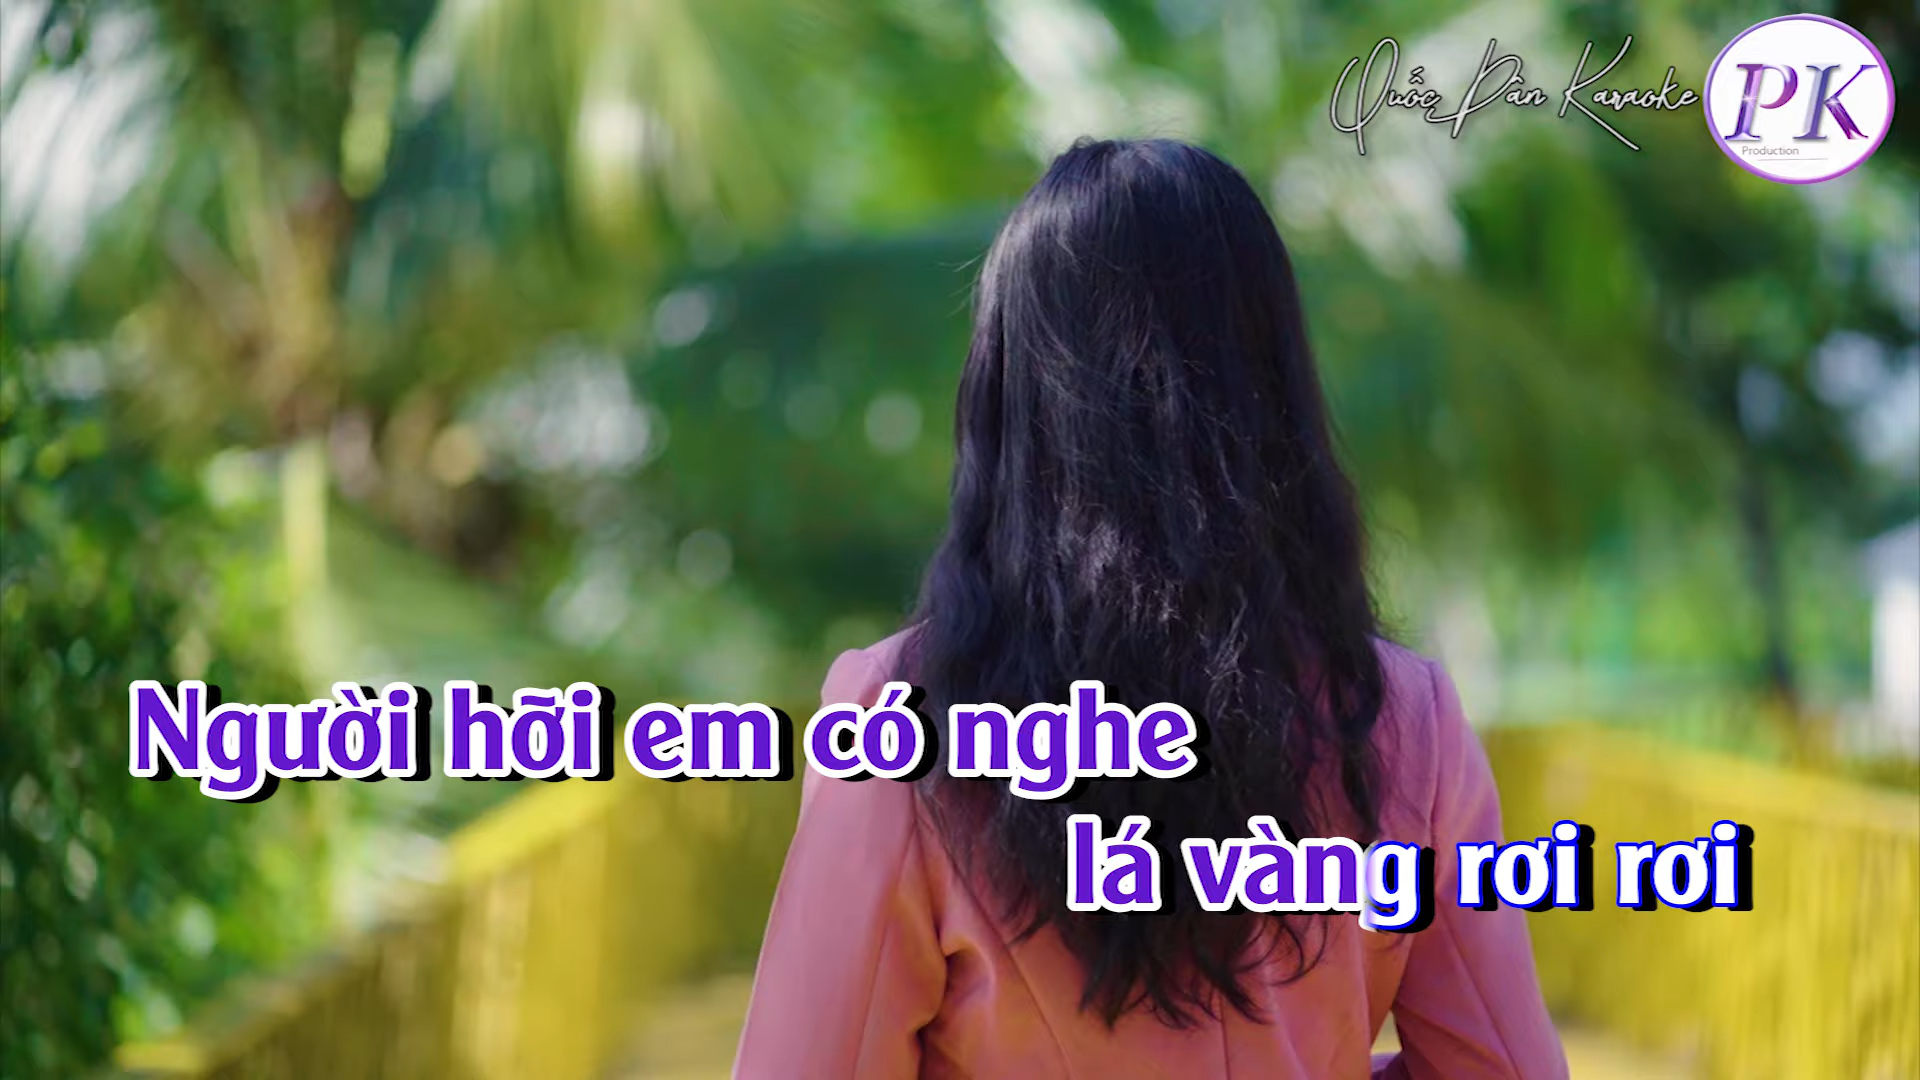 Quốc Dân Karaoke
PK
Production
Người hỡi em có nghe
lá vàng rơi rơi